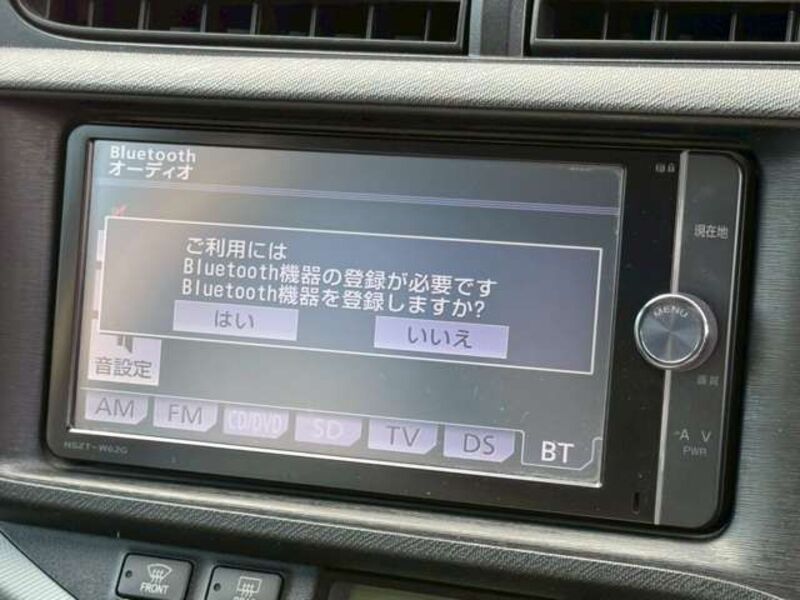 Bluetooth
オーディオ
ご利用には
Bluetooth機器の登録が必要です
Bluetooth機器を登録しますか?
はい
いいえ
音設定
AM
FM
CD/DVD
SD
TV
DS
BT
NSZT-W62G
現在地
MENU
画質
A V
PWR
FRONT